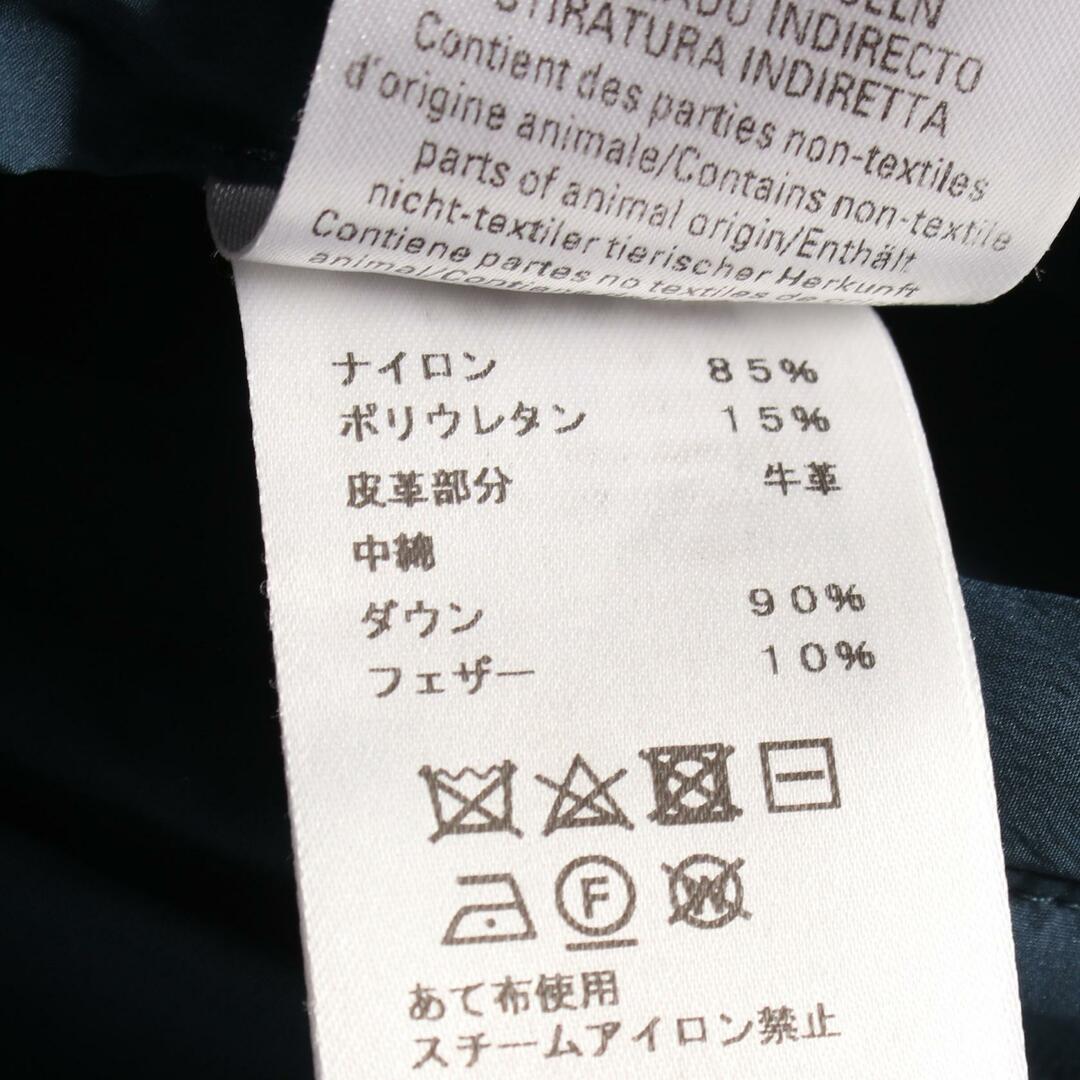 INDIRECTO
STIRATURA INDIRETTA
Contient des parties non-textiles
d'origine animale/Contains non-textile
parts of animal origin/Enthält
nicht-textiler tierischer Herkunft
Contiene partes no textiles de
animal/Contiene
ナイロン 85%
ポリウレタン 15%
皮革部分 牛革
中綿
ダウン 90%
フェザー 10%
F
W
あて布使用
スチームアイロン禁止